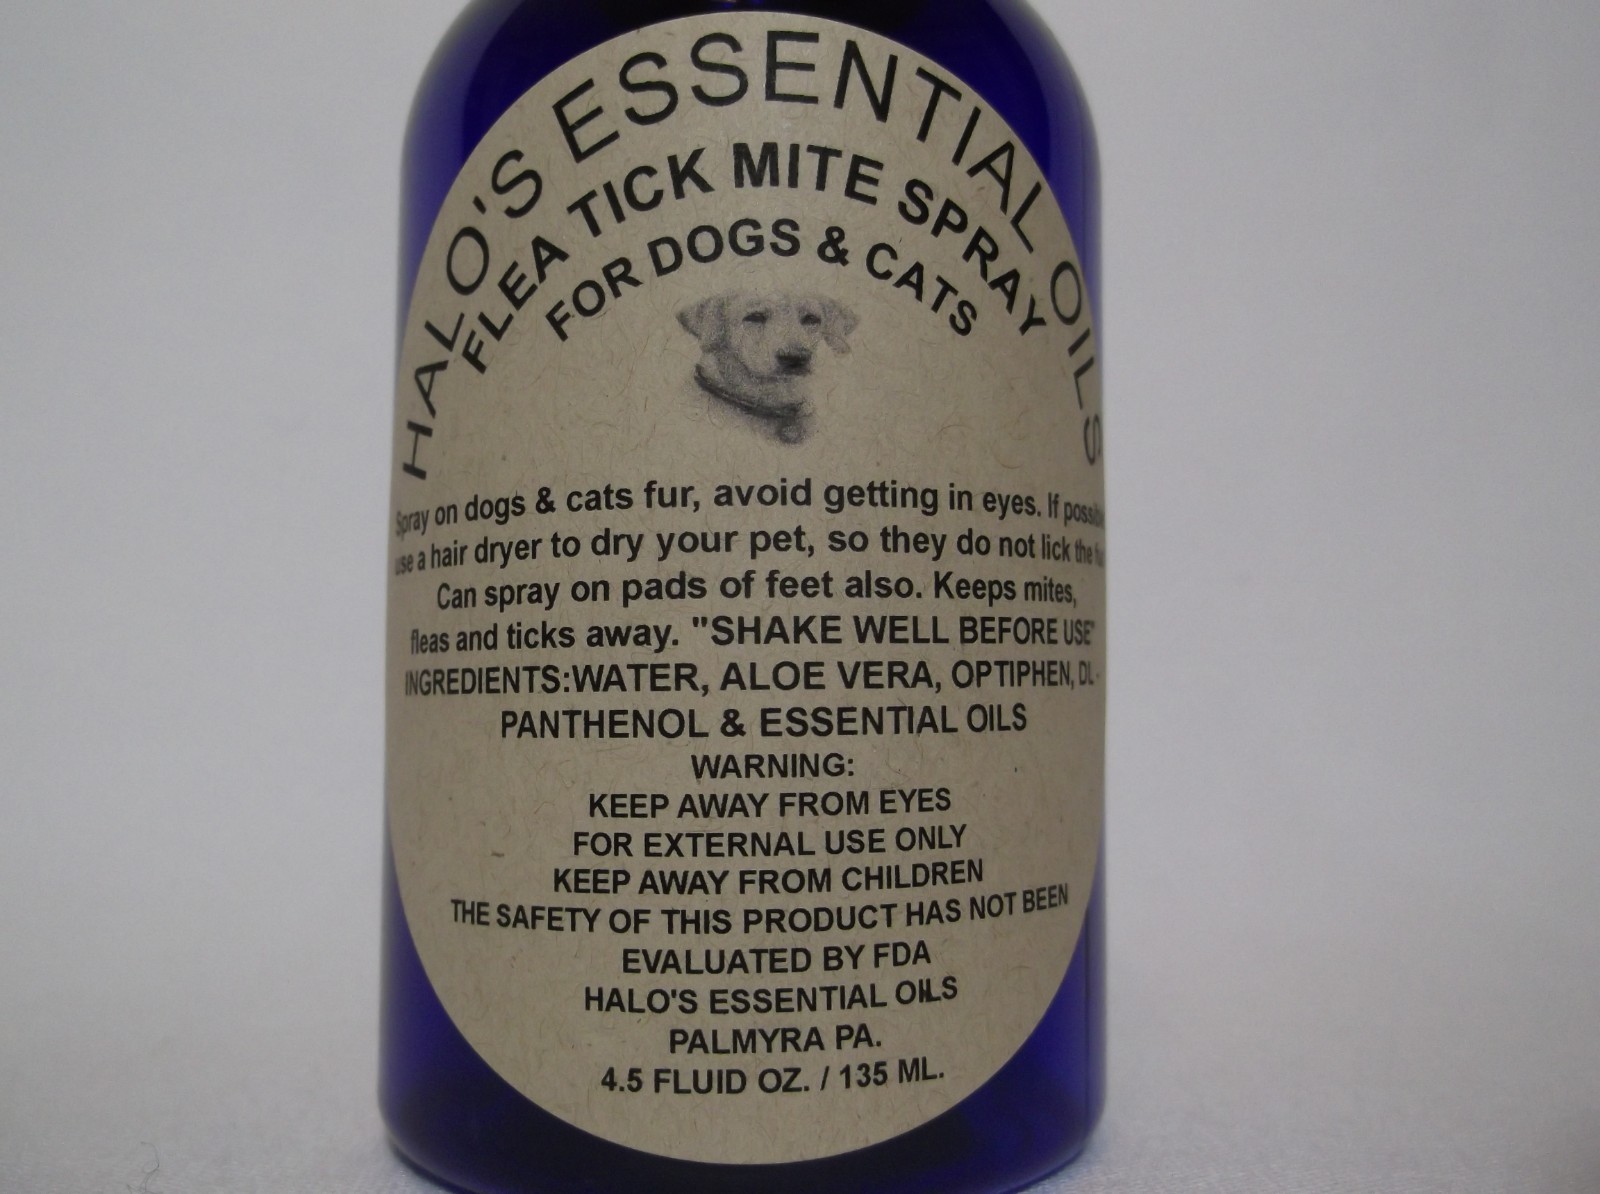 HALO'S ESSENTIAL OILS
FLEA TICK MITE SPRAY
FOR DOGS & CATS
Spray on dogs & cats fur, avoid getting in eyes. If
use a hair dryer to dry your pet, so they do not lick the
Can spray on pads of feet also. Keeps mites,
fleas and ticks away. "SHAKE WELL BEFORE USE"
INGREDIENTS:WATER, ALOE VERA, OPTIPHEN, DL -
PANTHENOL & ESSENTIAL OILS
WARNING:
KEEP AWAY FROM EYES
FOR EXTERNAL USE ONLY
KEEP AWAY FROM CHILDREN
THE SAFETY OF THIS PRODUCT HAS NOT BEEN
EVALUATED BY FDA
HALO'S ESSENTIAL OILS
PALMYRA PA.
4.5 FLUID OZ. / 135 ML.